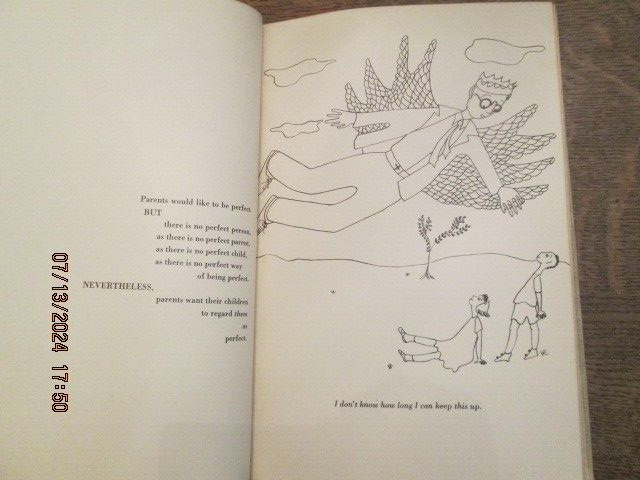 Parents would like to be perfect.
BUT
there is no perfect person,
as there is no perfect parent,
as there is no perfect child,
as there is no perfect way
of being perfect.
NEVERTHELESS,
parents want their children
to regard them
as
perfect.
I don't know how long I can keep this up.
07/13/2024 17:50